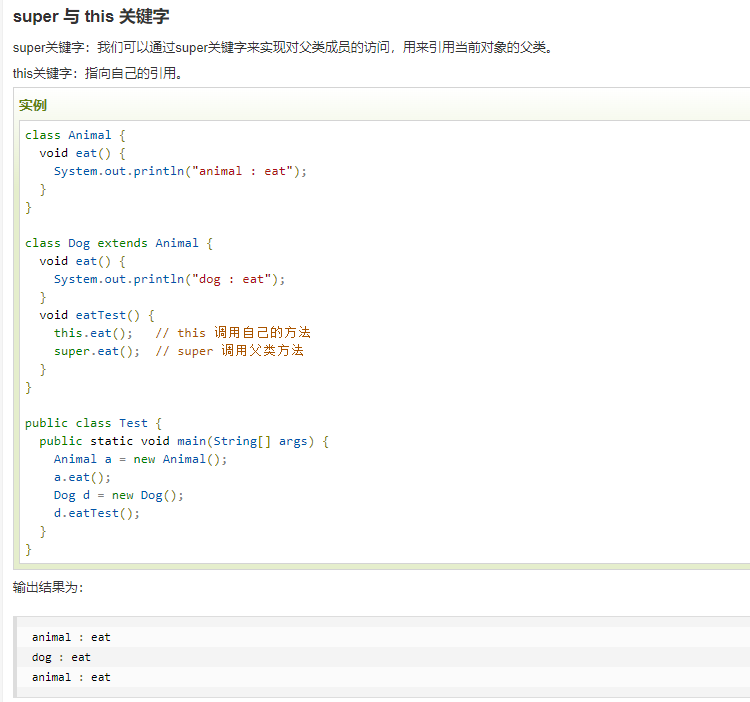 super 与 this 关键字
super关键字：我们可以通过super关键字来实现对父类成员的访问，用来引用当前对象的父类。
this关键字：指向自己的引用。
实例
class Animal {
  void eat() {
    System.out.println("animal : eat");
  }
}

class Dog extends Animal {
  void eat() {
    System.out.println("dog : eat");
  }
  void eatTest() {
    this.eat();   // this 调用自己的方法
    super.eat();  // super 调用父类方法
  }
}

public class Test {
  public static void main(String[] args) {
    Animal a = new Animal();
    a.eat();
    Dog d = new Dog();
    d.eatTest();
  }
}
输出结果为：
animal : eat
dog : eat
animal : eat